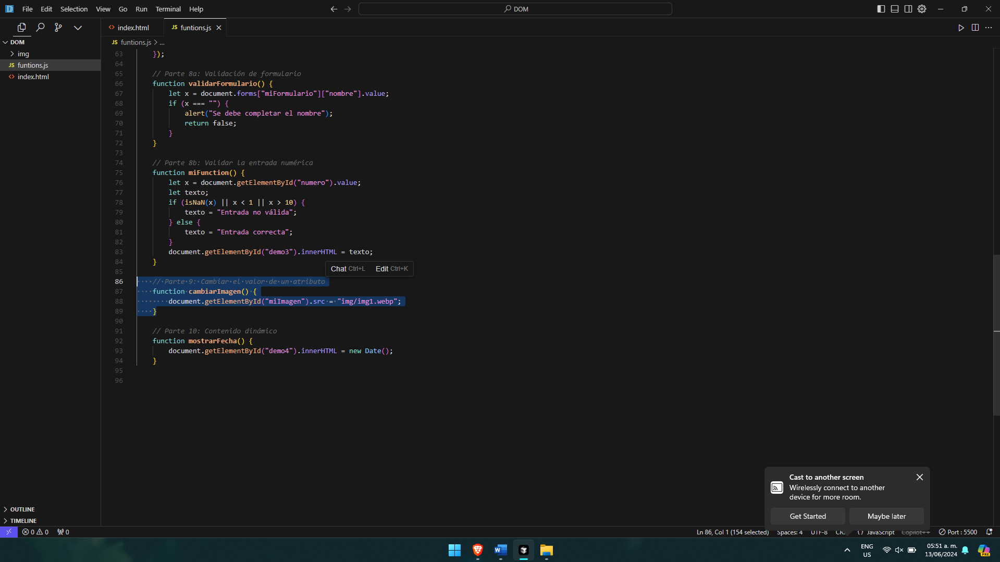 File Edit Selection View Go Run Terminal Help
DOM
index.html
JS funtions.js
DOM
img
JS funtions.js
index.html
JS funtions.js > ...
63 });
64
65 // Parte 8a: Validación de formulario
66 function validarFormulario() {
67 let x = document.forms["miFormulario"]["nombre"].value;
68 if (x === "") {
69 alert("Se debe completar el nombre");
70 return false;
71 }
72 }
73
74 // Parte 8b: Validar la entrada numérica
75 function miFunction() {
76 let x = document.getElementById("numero").value;
77 let texto;
78 if (isNaN(x) || x < 1 || x > 10) {
79 texto = "Entrada no válida";
80 } else {
81 texto = "Entrada correcta";
82 }
83 document.getElementById("demo3").innerHTML = texto;
84 }
Chat Ctrl+L Edit Ctrl+K
85
86 // Parte 9: Cambiar el valor de un atributo
87 function cambiarImagen() {
88 document.getElementById("miImagen").src = "img/img1.webp";
89 }
90
91 // Parte 10: Contenido dinámico
92 function mostrarFecha() {
93 document.getElementById("demo4").innerHTML = new Date();
94 }
95
96
OUTLINE
TIMELINE
Cast to another screen
Wirelessly connect to another
device for more room.
Get Started Maybe later
0 0 0
Ln 86, Col 1 (154 selected) Spaces: 4 UTF-8 JavaScript Copilot++ Port : 5500
ENG
US
05:51 a. m.
13/06/2024
PRE